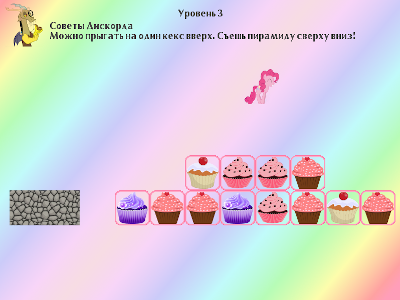 Уровень 3
Советы Дискорда
Можно прыгать на один кекс вверх. Съешь пирамиду сверху вниз!